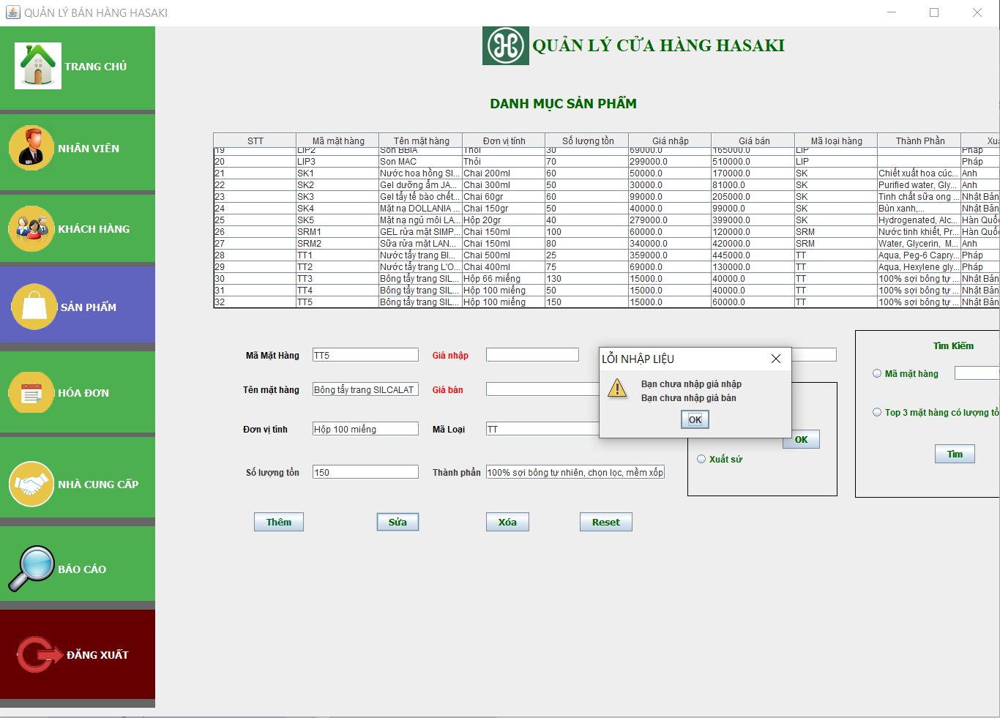 QUẢN LÝ BÁN HÀNG HASAKI
QUẢN LÝ CỬA HÀNG HASAKI
TRANG CHỦ
NHÂN VIÊN
KHÁCH HÀNG
SẢN PHẨM
HÓA ĐƠN
NHÀ CUNG CẤP
BÁO CÁO
ĐĂNG XUẤT
DANH MỤC SẢN PHẨM
STT Mã mặt hàng Tên mặt hàng Đơn vị tính Số lượng tồn Giá nhập Giá bán Mã loại hàng Thành Phần Xu
19 LIP2 Son BBIA Thỏi 30 69000.0 165000.0 LIP Pháp
20 LIP3 Son MAC Thỏi 70 299000.0 510000.0 LIP Pháp
21 SK1 Nước hoa hồng SI... Chai 200ml 60 50000.0 170000.0 SK Chiết xuất hoa cúc... Anh
22 SK2 Gel dưỡng ẩm JA... Chai 300ml 50 30000.0 81000.0 SK Purified water, Gly... Anh
23 SK3 Gel tẩy tế bào chết... Chai 60gr 60 99000.0 205000.0 SK Tinh chất sữa ong ... Nhật Bản
24 SK4 Mặt nạ DOLLANIA ... Chai 150gr 50 40000.0 99000.0 SK Bùn xanh,... Nhật Bản
25 SK5 Mặt nạ ngủ môi LA... Hộp 20gr 40 279000.0 399000.0 SK Hydrogenated, Alc... Hàn Quốc
26 SRM1 GEL rửa mặt SIMP... Chai 150ml 100 60000.0 120000.0 SRM Nước tinh khiết, Pr... Hàn Quốc
27 SRM2 Sữa rửa mặt LAN... Chai 150ml 80 340000.0 420000.0 SRM Water, Glycerin, M... Anh
28 TT1 Nước tẩy trang BI... Chai 500ml 25 359000.0 445000.0 TT Aqua, Peg-6 Capry... Pháp
29 TT2 Nước tẩy trang L'O... Chai 400ml 75 69000.0 130000.0 TT Aqua, Hexylene gly... Pháp
30 TT3 Bông tẩy trang SIL... Hộp 66 miếng 130 15000.0 40000.0 TT 100% sợi bông tự ... Nhật Bản
31 TT4 Bông tẩy trang SIL... Hộp 100 miếng 50 15000.0 40000.0 TT 100% sợi bông tự ... Nhật Bản
32 TT5 Bông tẩy trang SIL... Hộp 100 miếng 150 15000.0 60000.0 TT 100% sợi bông tự ... Nhật Bản
Mã Mặt Hàng TT5 Giá nhập
Tên mặt hàng Bông tẩy trang SILCALAT Giá bán
Đơn vị tính Hộp 100 miếng Mã Loại TT
Số lượng tồn 150 Thành phần 100% sợi bông tự nhiên, chọn lọc, mềm xốp
LỖI NHẬP LIỆU
Bạn chưa nhập giá nhập
Bạn chưa nhập giá bán
OK
OK
Xuất sứ
Tìm Kiếm
Mã mặt hàng
Top 3 mặt hàng có lượng tồ
Tìm
Thêm Sửa Xóa Reset